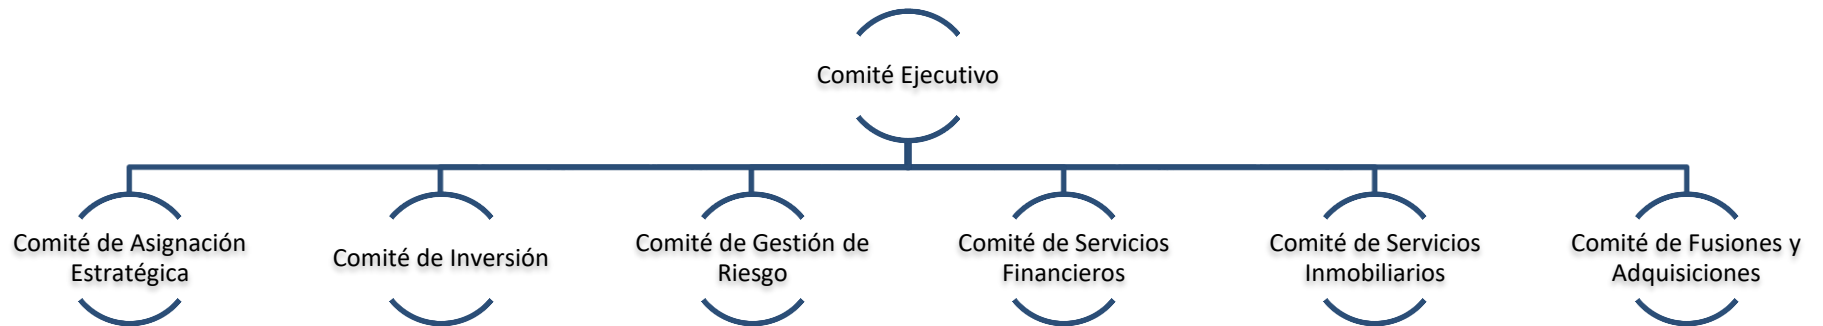 Comité Ejecutivo
Comité de Asignación
Estratégica
Comité de Inversión
Comité de Gestión de
Riesgo
Comité de Servicios
Financieros
Comité de Servicios
Inmobiliarios
Comité de Fusiones y
Adquisiciones